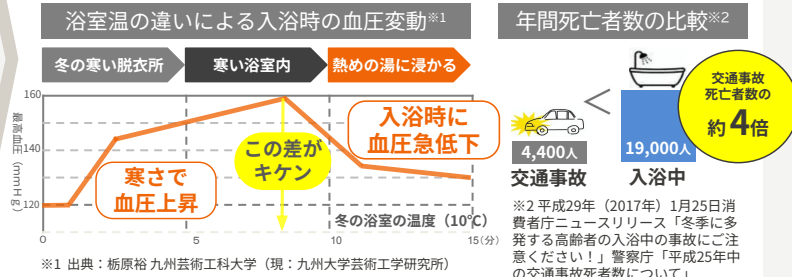 浴室温の違いによる入浴時の血圧変動※1
冬の寒い脱衣所
寒い浴室内
熱めの湯に浸かる
最高血圧(mmHg)
160
140
120
寒さで
血圧上昇
この差が
キケン
入浴時に
血圧急低下
冬の浴室の温度（10℃）
0
5
10
15(分)
※1 出典：栃原裕 九州芸術工科大学（現：九州大学芸術工学研究所）
年間死亡者数の比較※2
交通事故
死亡者数の
約4倍
4,400人
19,000人
交通事故
入浴中
※2 平成29年（2017年）1月25日消
費者庁ニュースリリース「冬季に多
発する高齢者の入浴中の事故にご注
意ください！」警察庁「平成25年中
の交通事故死者数について」